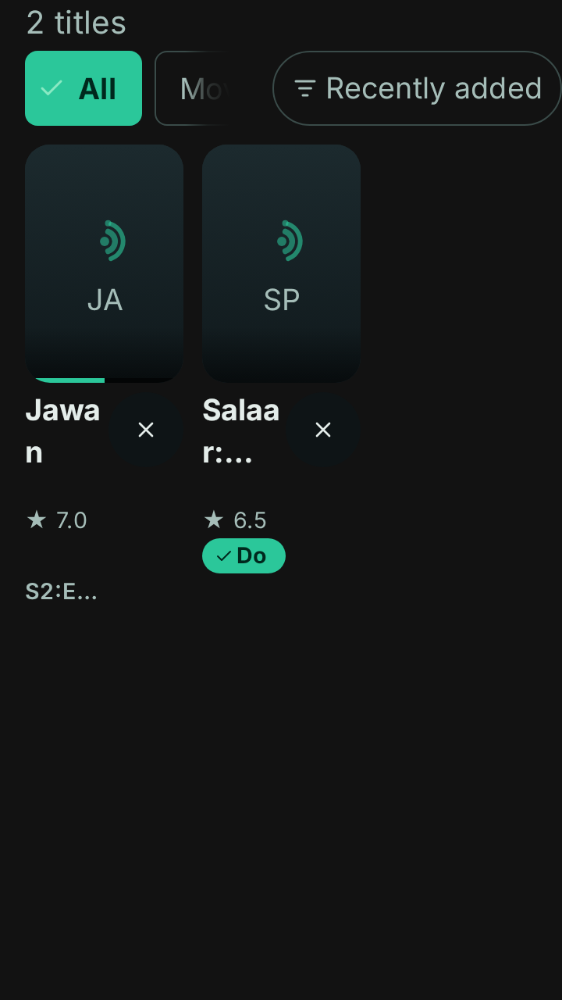 2 titles
All
Mov
Recently added
JA
SP
Jawa
n
Salaa
r:...
★ 7.0
★ 6.5
Do
S2:E...